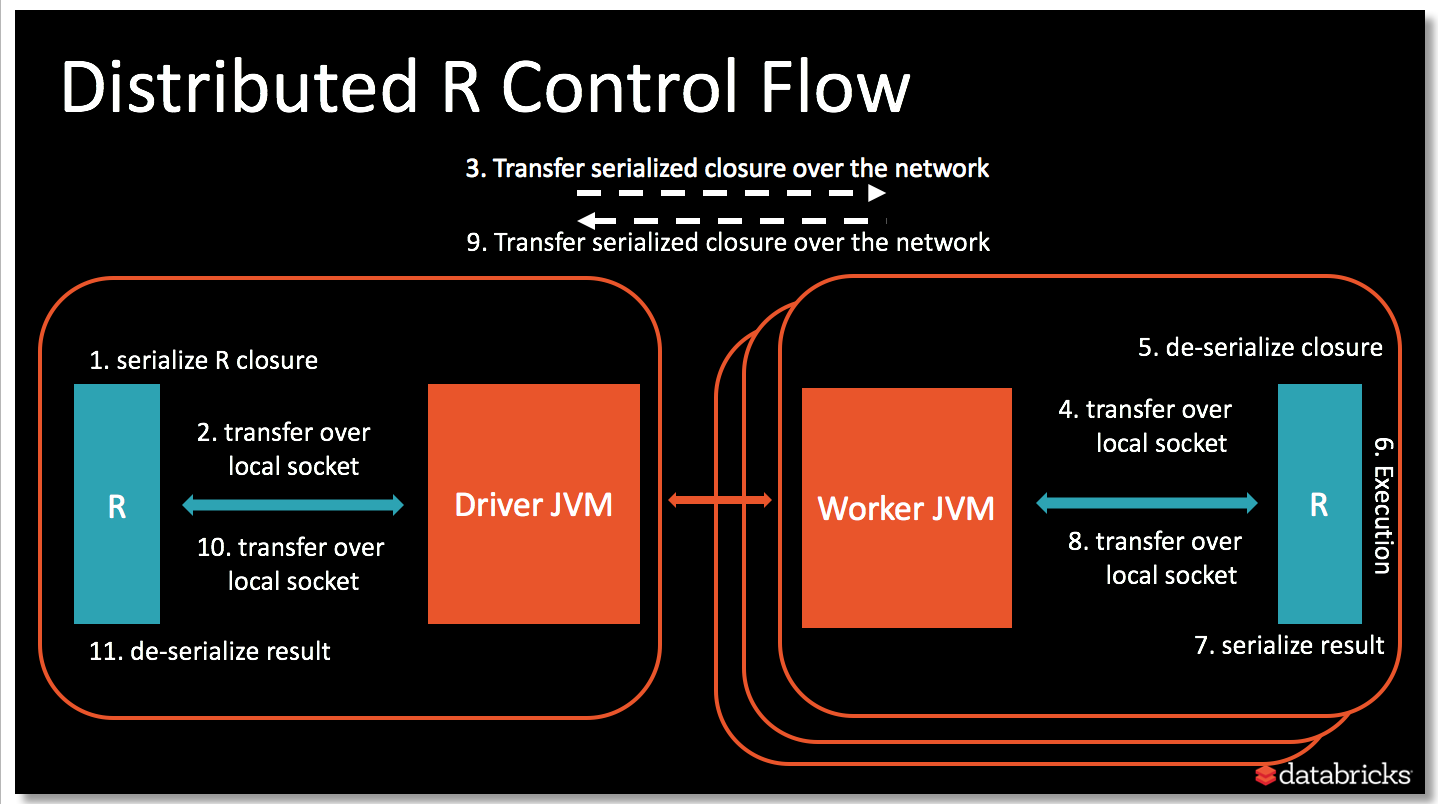 Distributed R Control Flow
3. Transfer serialized closure over the network
9. Transfer serialized closure over the network
1. serialize R closure
2. transfer over
local socket
R
Driver JVM
10. transfer over
local socket
11. de-serialize result
5. de-serialize closure
4. transfer over
local socket
Worker JVM
R
6. Execution
8. transfer over
local socket
7. serialize result
databricks